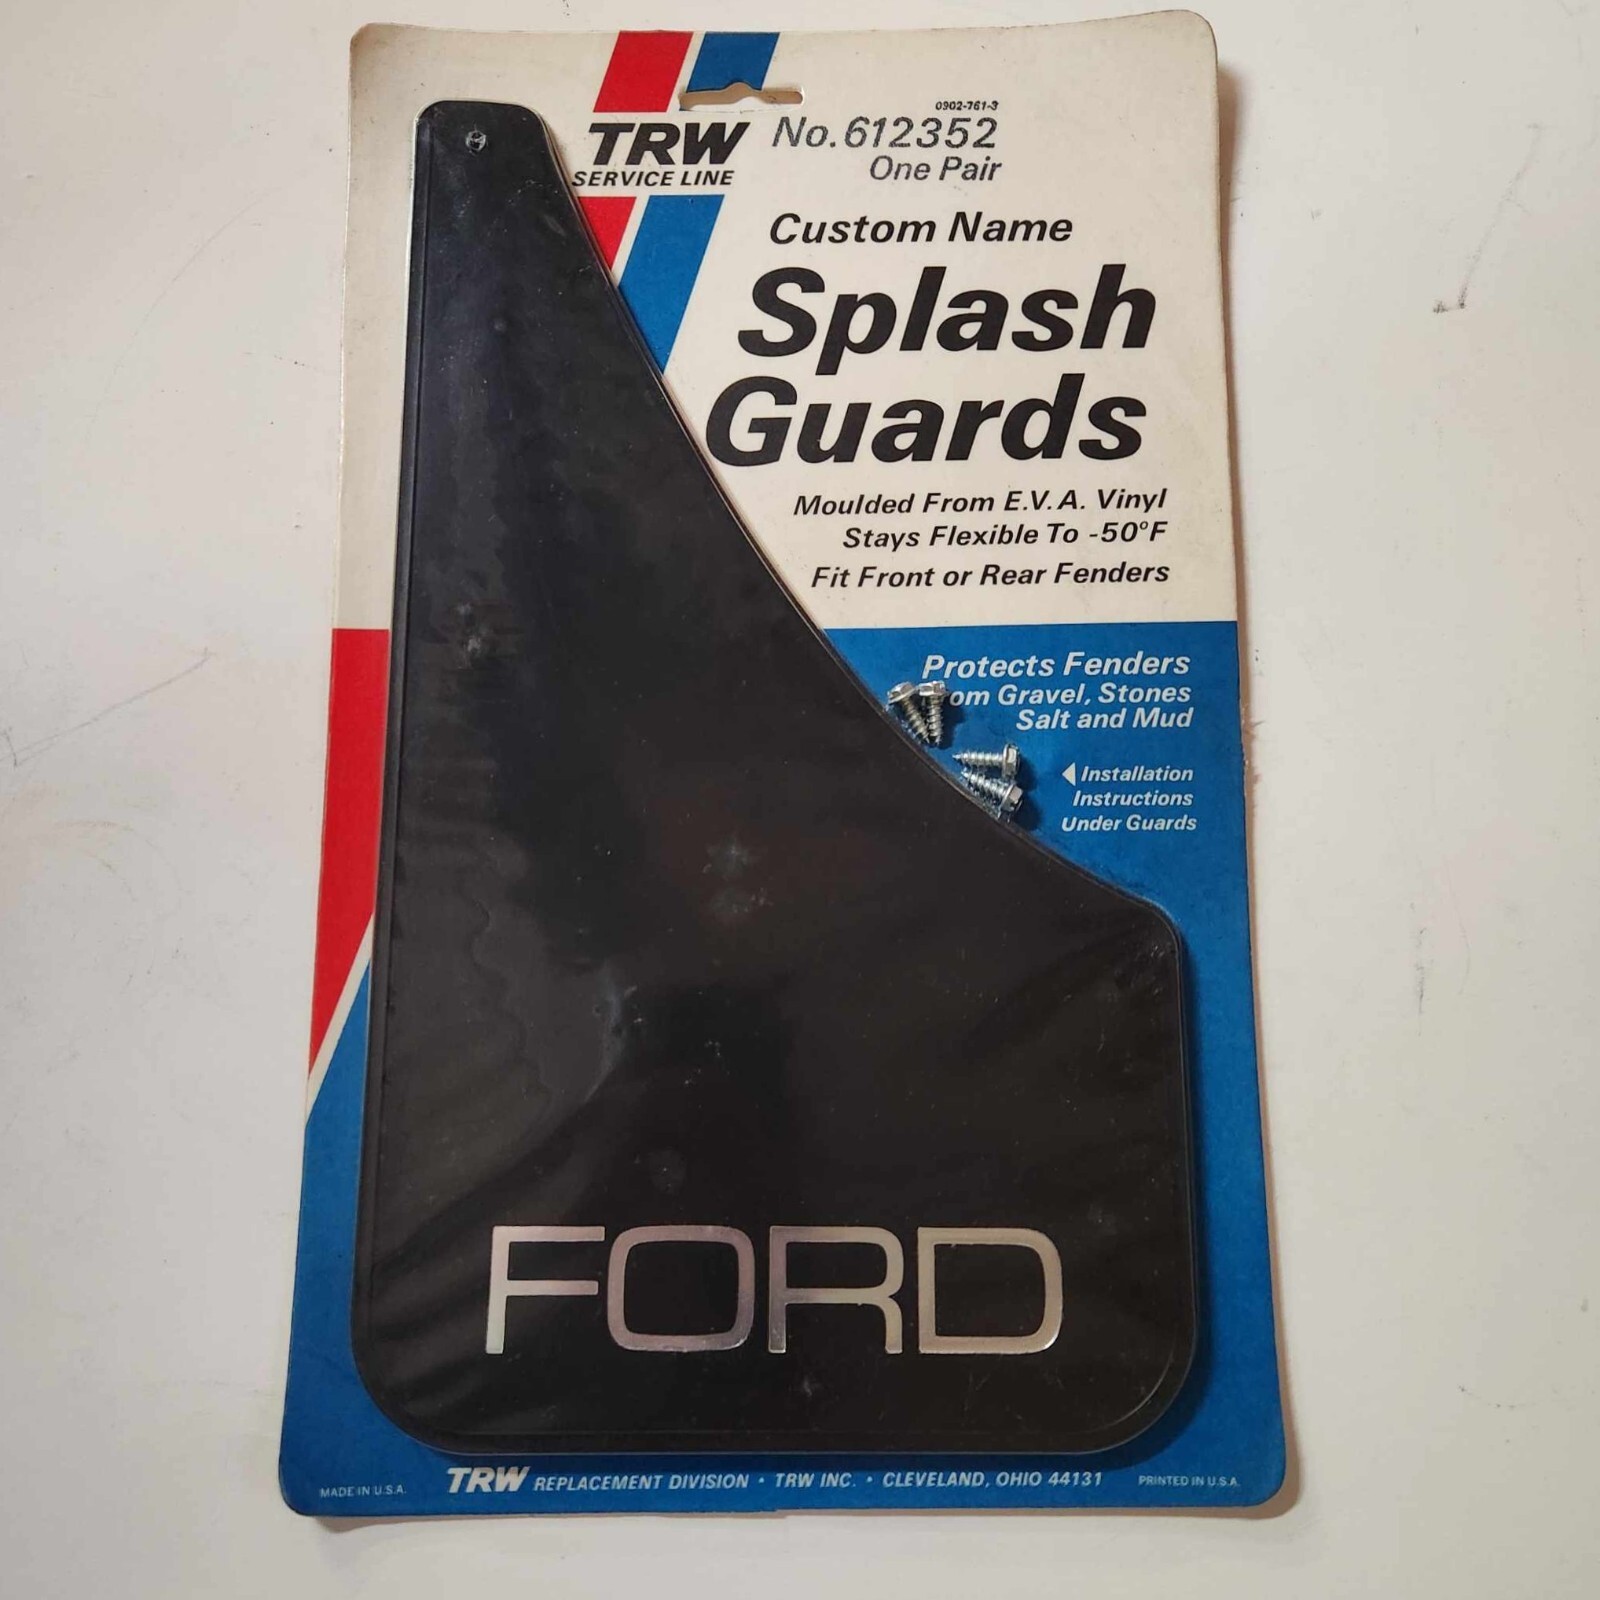 0902-761-3
TRW
SERVICE LINE
No. 612352
One Pair
Custom Name
Splash
Guards
Moulded From E.V.A. Vinyl
Stays Flexible To -50°F
Fit Front or Rear Fenders
Protects Fenders
om Gravel, Stones
Salt and Mud
Installation
Instructions
Under Guards
FORD
MADE IN U.S.A.
TRW REPLACEMENT DIVISION • TRW INC. • CLEVELAND, OHIO 44131
PRINTED IN U.S.A.